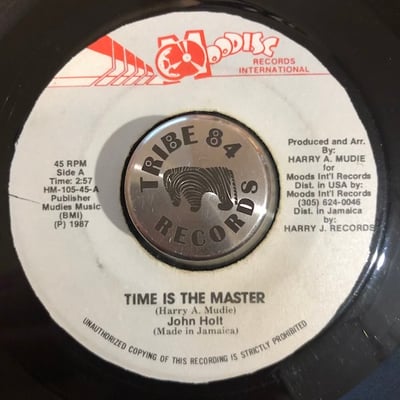 MOODISC
RECORDS
INTERNATIONAL
45 RPM
Side A
Time: 2:57
HM-105-45-A
Publisher
Mudies Music
(BMI)
(P) 1987
Produced and Arr.
By:
HARRY A. MUDIE
for
Moods Int'l Records
Dist. in USA by:
Moods Int'l Records
(305) 624-0046
Dist. in Jamaica
by:
HARRY J. RECORDS
TRIBE 84
RECORDS
TIME IS THE MASTER
(Harry A. Mudie)
John Holt
(Made in Jamaica)
UNAUTHORIZED COPYING OF THIS RECORDING IS STRICTLY PROHIBITED